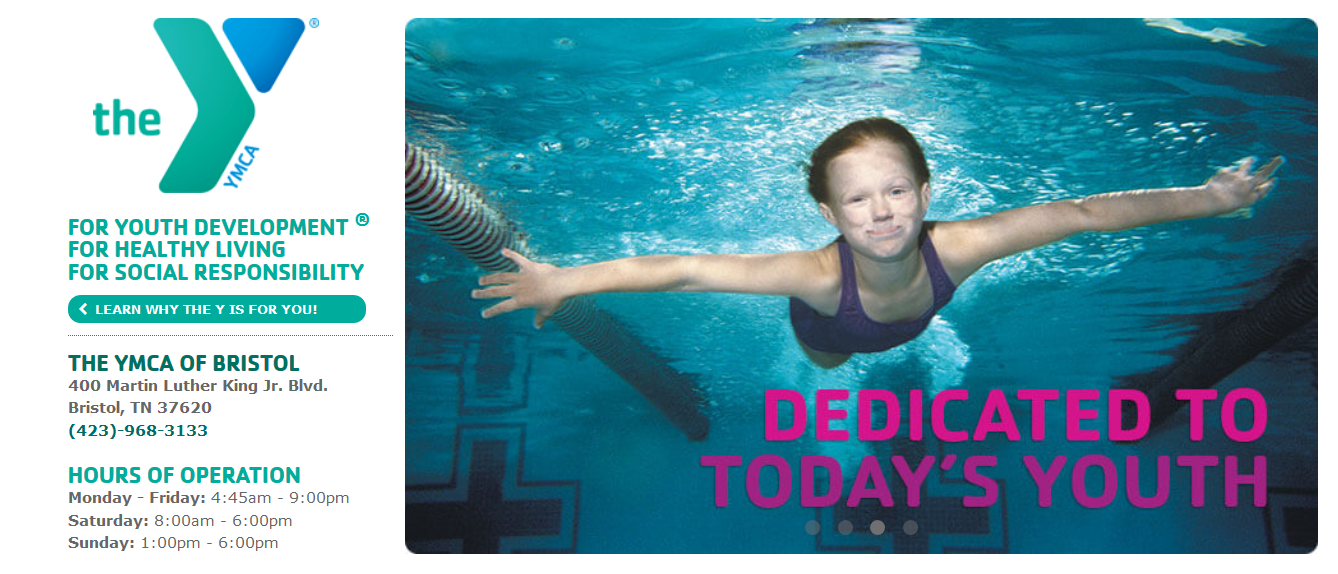 the
YMCA
®
FOR YOUTH DEVELOPMENT ®
FOR HEALTHY LIVING
FOR SOCIAL RESPONSIBILITY
LEARN WHY THE Y IS FOR YOU!
THE YMCA OF BRISTOL
400 Martin Luther King Jr. Blvd.
Bristol, TN 37620
(423)-968-3133
HOURS OF OPERATION
Monday - Friday: 4:45am - 9:00pm
Saturday: 8:00am - 6:00pm
Sunday: 1:00pm - 6:00pm
DEDICATED TO
TODAY'S YOUTH